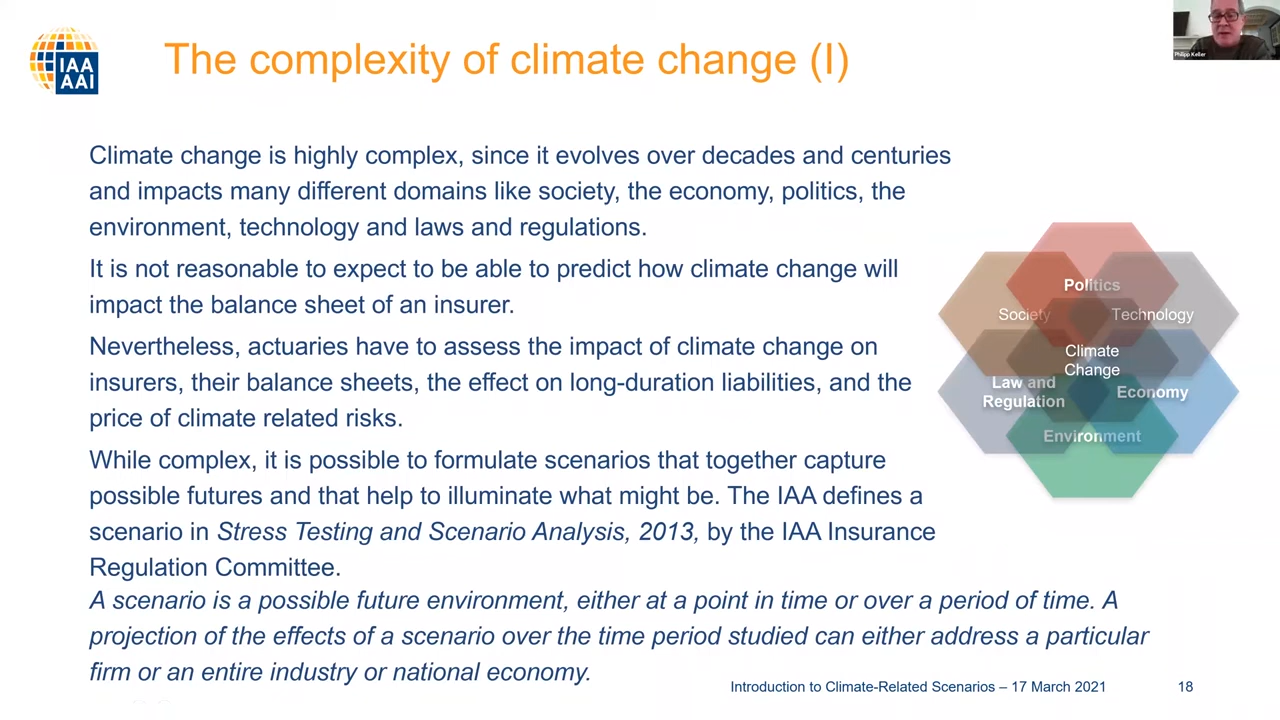 IAA
AAI
The complexity of climate change (I)
Philipp Keller
Climate change is highly complex, since it evolves over decades and centuries
and impacts many different domains like society, the economy, politics, the
environment, technology and laws and regulations.
It is not reasonable to expect to be able to predict how climate change will
impact the balance sheet of an insurer.
Nevertheless, actuaries have to assess the impact of climate change on
insurers, their balance sheets, the effect on long-duration liabilities, and the
price of climate related risks.
While complex, it is possible to formulate scenarios that together capture
possible futures and that help to illuminate what might be. The IAA defines a
scenario in Stress Testing and Scenario Analysis, 2013, by the IAA Insurance
Regulation Committee.
A scenario is a possible future environment, either at a point in time or over a period of time. A
projection of the effects of a scenario over the time period studied can either address a particular
firm or an entire industry or national economy.
Politics
Society
Technology
Climate
Change
Law and
Regulation
Economy
Environment
Introduction to Climate-Related Scenarios – 17 March 2021
18